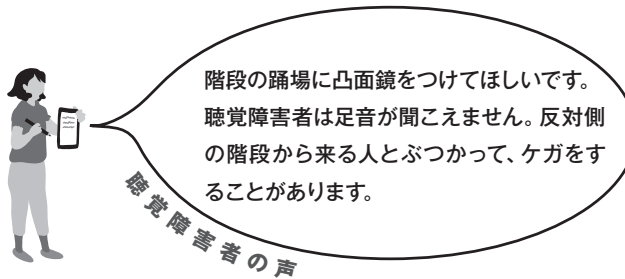 階段の踊場に凸面鏡をつけてほしいです。
聴覚障害者は足音が聞こえません。反対側
の階段から来る人とぶつかって、ケガをす
ることがあります。
聴覚障害者の声